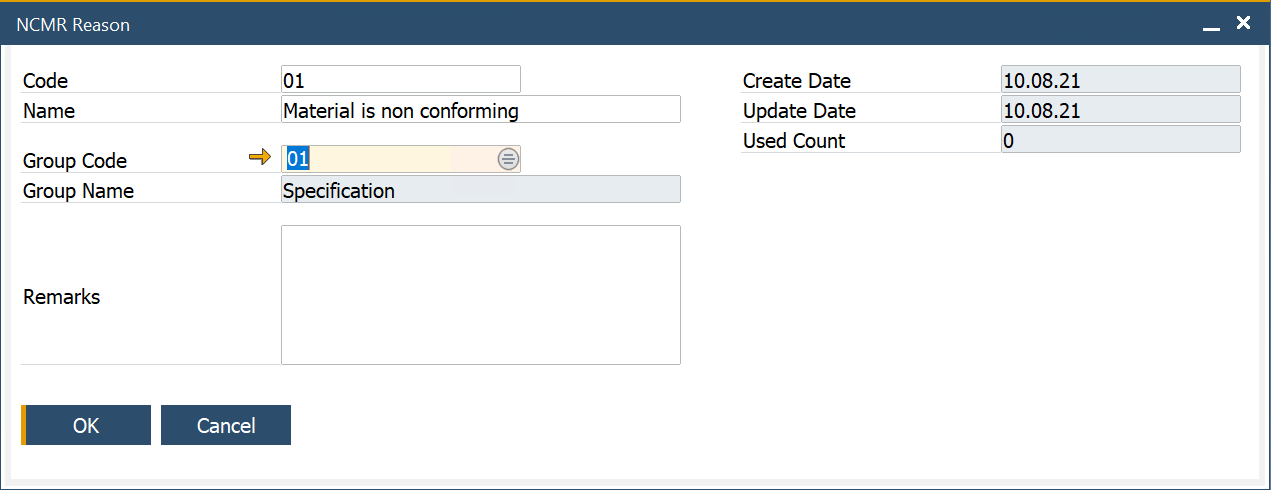 NCMR Reason
Code 01
Name Material is non conforming
Group Code 01
Group Name Specification
Remarks
Create Date 10.08.21
Update Date 10.08.21
Used Count 0
OK Cancel